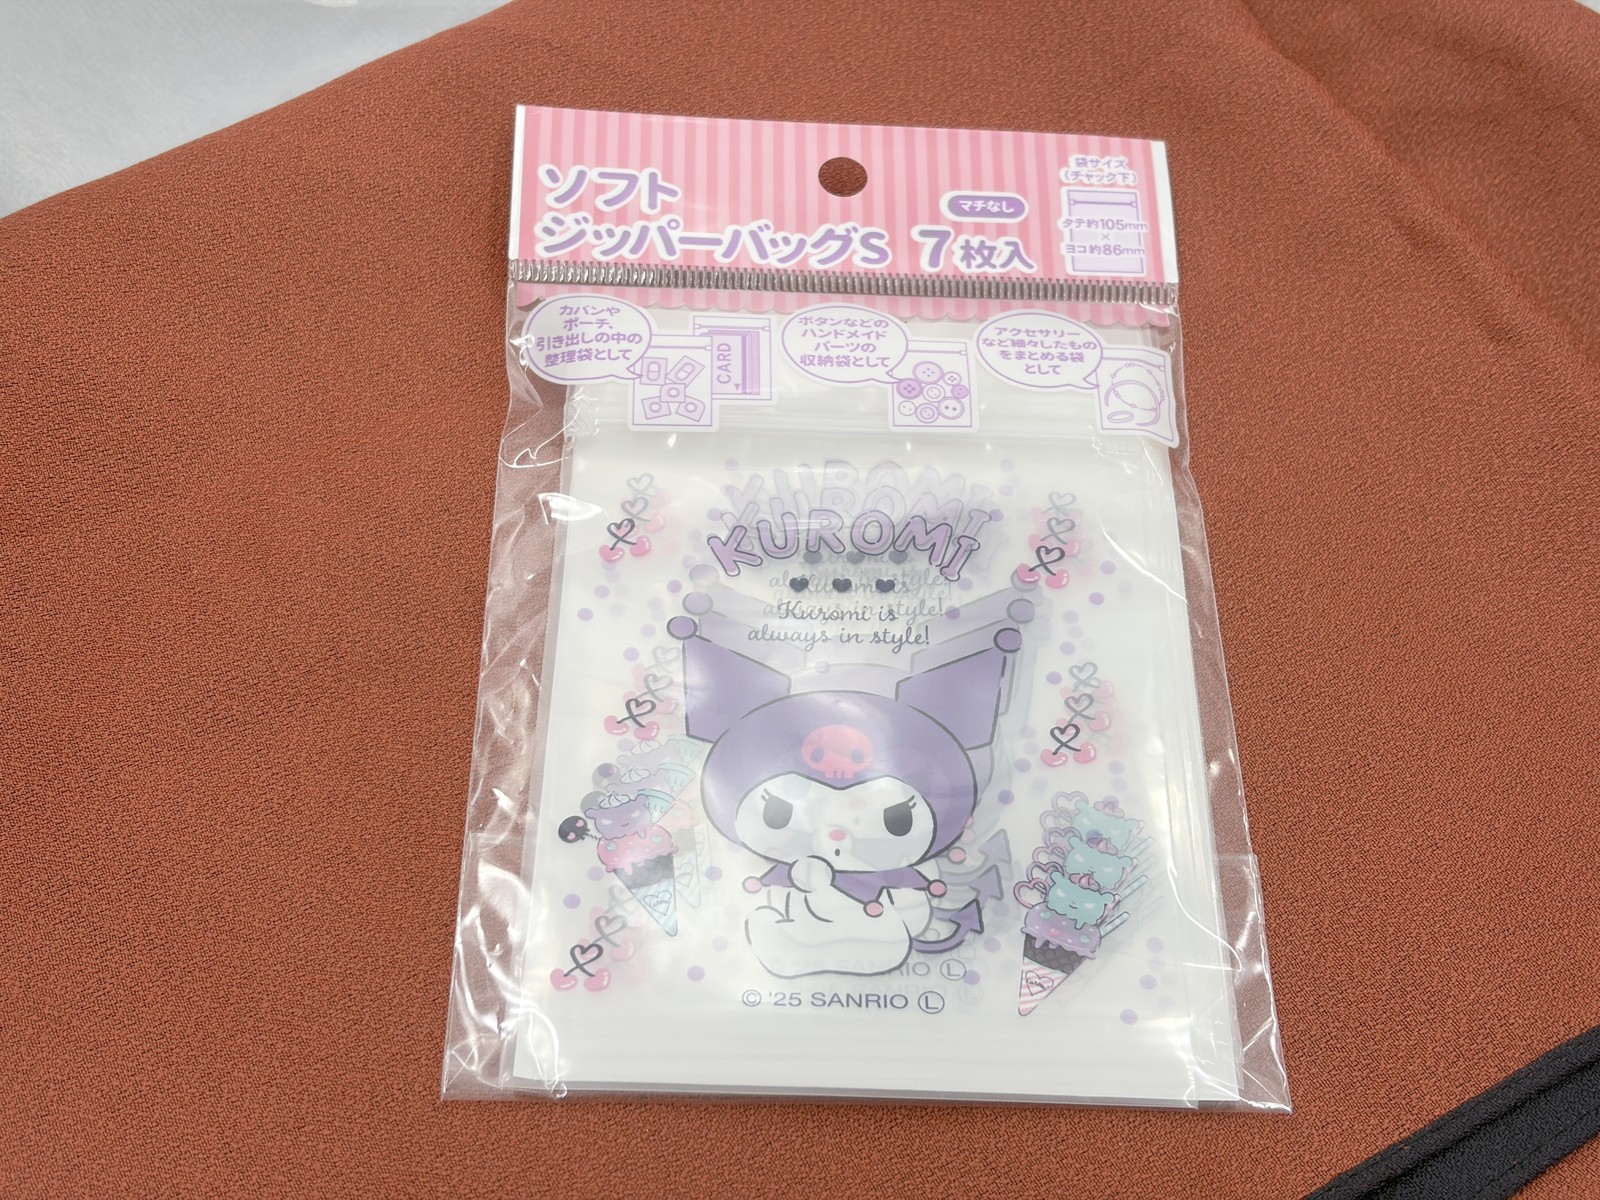 ソフト
ジッパーバッグS 7枚入
マチなし
袋サイズ
(チャック下)
タテ約105mm
×
ヨコ約86mm
カバンや
ポーチ、
引き出しの中の
整理袋として
CARD
ボタンなどの
ハンドメイド
パーツの
収納袋として
アクセサリー
など細々したもの
をまとめる袋
として
KUROMI
Kuromi is
always in style!
© '25 SANRIO Ⓛ